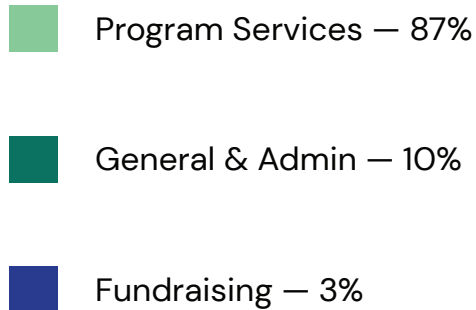 Program Services — 87%
General & Admin — 10%
Fundraising — 3%